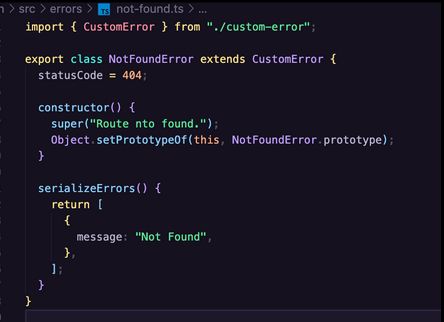 › src › errors › TS not-found.ts › ...
import { CustomError } from "./custom-error";
export class NotFoundError extends CustomError {
statusCode = 404;
constructor() {
super("Route nto found.");
Object.setPrototypeOf(this, NotFoundError.prototype);
}
serializeErrors() {
return [
{
message: "Not Found",
},
];
}
}